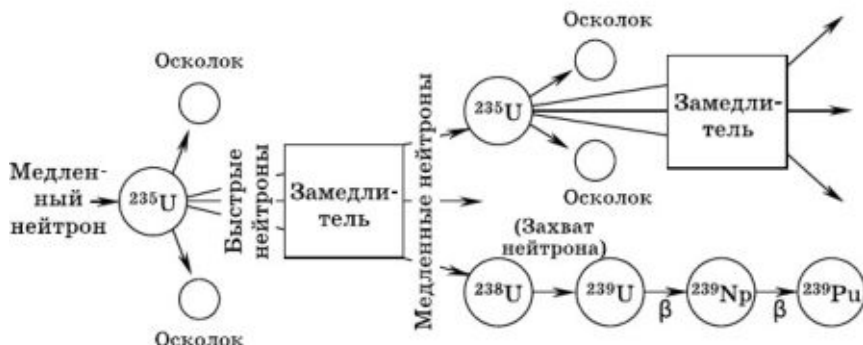 Осколок
Медлен-
ный
нейтрон
²³⁵U
Осколок
Быстрые
нейтроны
Замедли-
тель
Медленные нейтроны
Осколок
²³⁵U
Осколок
Замедли-
тель
(Захват
нейтрона)
²³⁸U
²³⁹U
β
²³⁹Np
β
²³⁹Pu